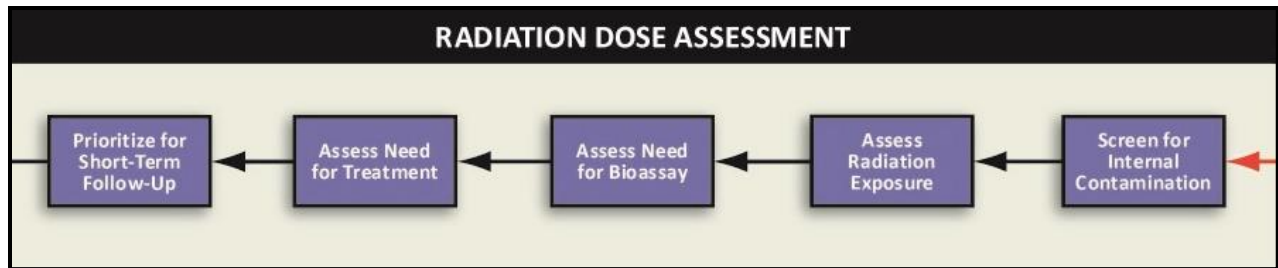 RADIATION DOSE ASSESSMENT
Prioritize for
Short-Term
Follow-Up
Assess Need
for Treatment
Assess Need
for Bioassay
Assess
Radiation
Exposure
Screen for
Internal
Contamination